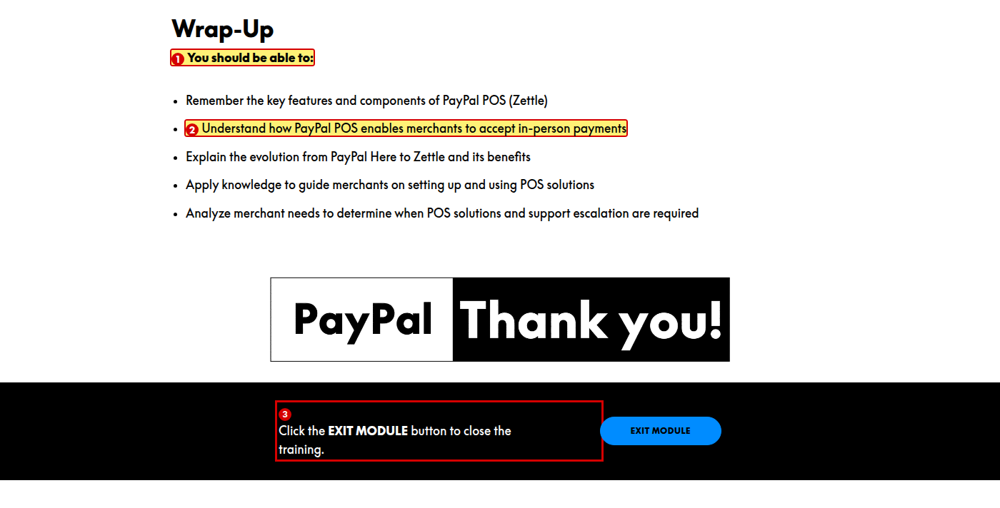 Wrap-Up
1 You should be able to:
• Remember the key features and components of PayPal POS (Zettle)
• 2 Understand how PayPal POS enables merchants to accept in-person payments
• Explain the evolution from PayPal Here to Zettle and its benefits
• Apply knowledge to guide merchants on setting up and using POS solutions
• Analyze merchant needs to determine when POS solutions and support escalation are required
PayPal Thank you!
3
Click the EXIT MODULE button to close the
training.
EXIT MODULE